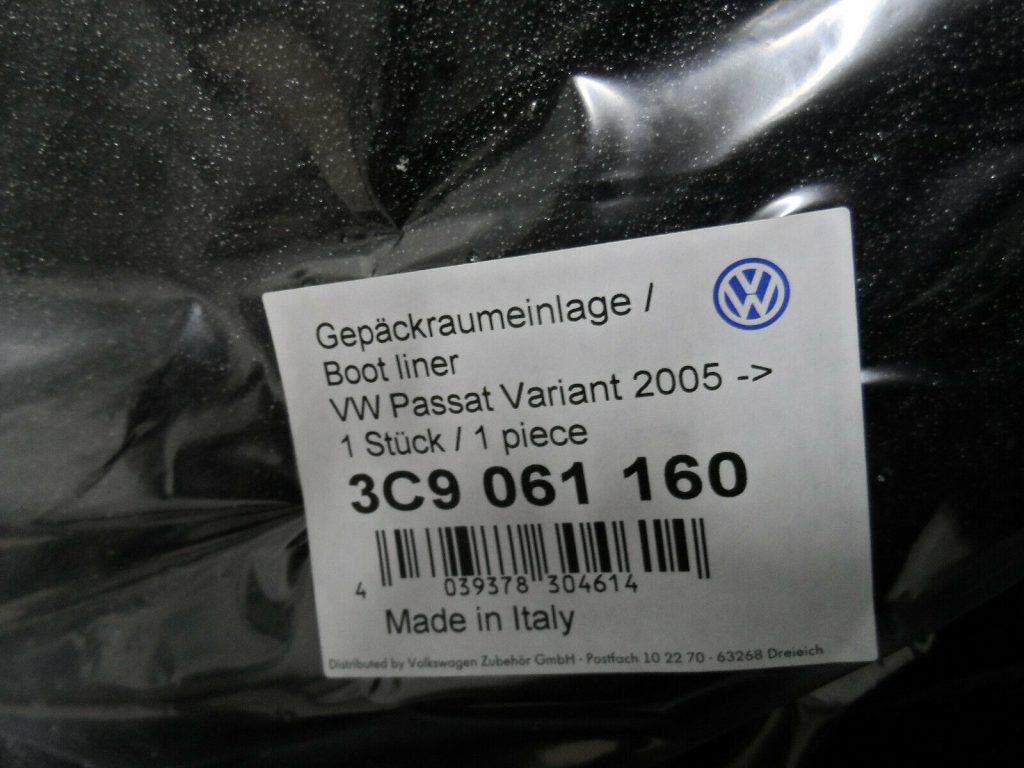 Gepäckraumeinlage /
Boot liner
VW Passat Variant 2005 ->
1 Stück / 1 piece
3C9 061 160
4 039378 304614
Made in Italy
Distributed by Volkswagen Zubehör GmbH · Postfach 10 22 70 - 63268 Dreieich